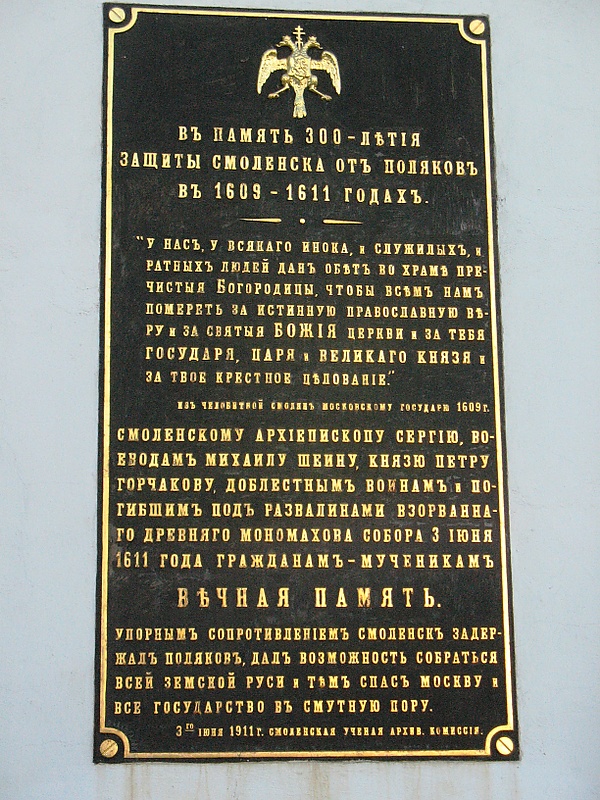 ВЪ ПАМЯТЬ 300-ЛѢТІЯ
ЗАЩИТЫ СМОЛЕНСКА ОТЪ ПОЛЯКОВЪ
ВЪ 1609 - 1611 ГОДАХЪ.
"У НАСЪ, У ВСЯКАГО ИНОКА, И СЛУЖИЛЫХЪ, И
РАТНЫХЪ ЛЮДЕЙ ДАНЪ ОБѢТЪ ВО ХРАМѢ ПРЕ-
ЧИСТЫЯ БОГОРОДИЦЫ, ЧТОБЫ ВСѢМЪ НАМЪ
ПОМЕРЕТЬ ЗА ИСТИННУЮ ПРАВОСЛАВНУЮ ВѢ-
РУ И ЗА СВЯТЫЯ БОЖІЯ ЦЕРКВИ И ЗА ТЕБЯ
ГОСУДАРЯ, ЦАРЯ И ВЕЛИКАГО КНЯЗЯ И
ЗА ТВОЕ КРЕСТНОЕ ЦѢЛОВАНІЕ."
ИЗЪ ЧЕЛОБИТНОЙ СМОЛЯНЪ МОСКОВСКОМУ ГОСУДАРЮ 1609 г.
СМОЛЕНСКОМУ АРХІЕПИСКОПУ СЕРГІЮ, ВО-
ЕВОДАМЪ МИХАИЛУ ШЕИНУ, КНЯЗЮ ПЕТРУ
ГОРЧАКОВУ, ДОБЛЕСТНЫМЪ ВОИНАМЪ И ПО-
ГИБШИМЪ ПОДЪ РАЗВАЛИНАМИ ВЗОРВАННА-
ГО ДРЕВНЯГО МОНОМАХОВА СОБОРА 3 ІЮНЯ
1611 ГОДА ГРАЖДАНАМЪ-МУЧЕНИКАМЪ
ВѢЧНАЯ ПАМЯТЬ.
УПОРНЫМЪ СОПРОТИВЛЕНІЕМЪ СМОЛЕНСКЪ ЗАДЕР-
ЖАЛЪ ПОЛЯКОВЪ, ДАЛЪ ВОЗМОЖНОСТЬ СОБРАТЬСЯ
ВСЕЙ ЗЕМСКОЙ РУСИ И ТѢМЪ СПАСЪ МОСКВУ И
ВСЕ ГОСУДАРСТВО ВЪ СМУТНУЮ ПОРУ.
3го ІЮНЯ 1911 г. СМОЛЕНСКАЯ УЧЕНАЯ АРХИВ. КОМИССІЯ.